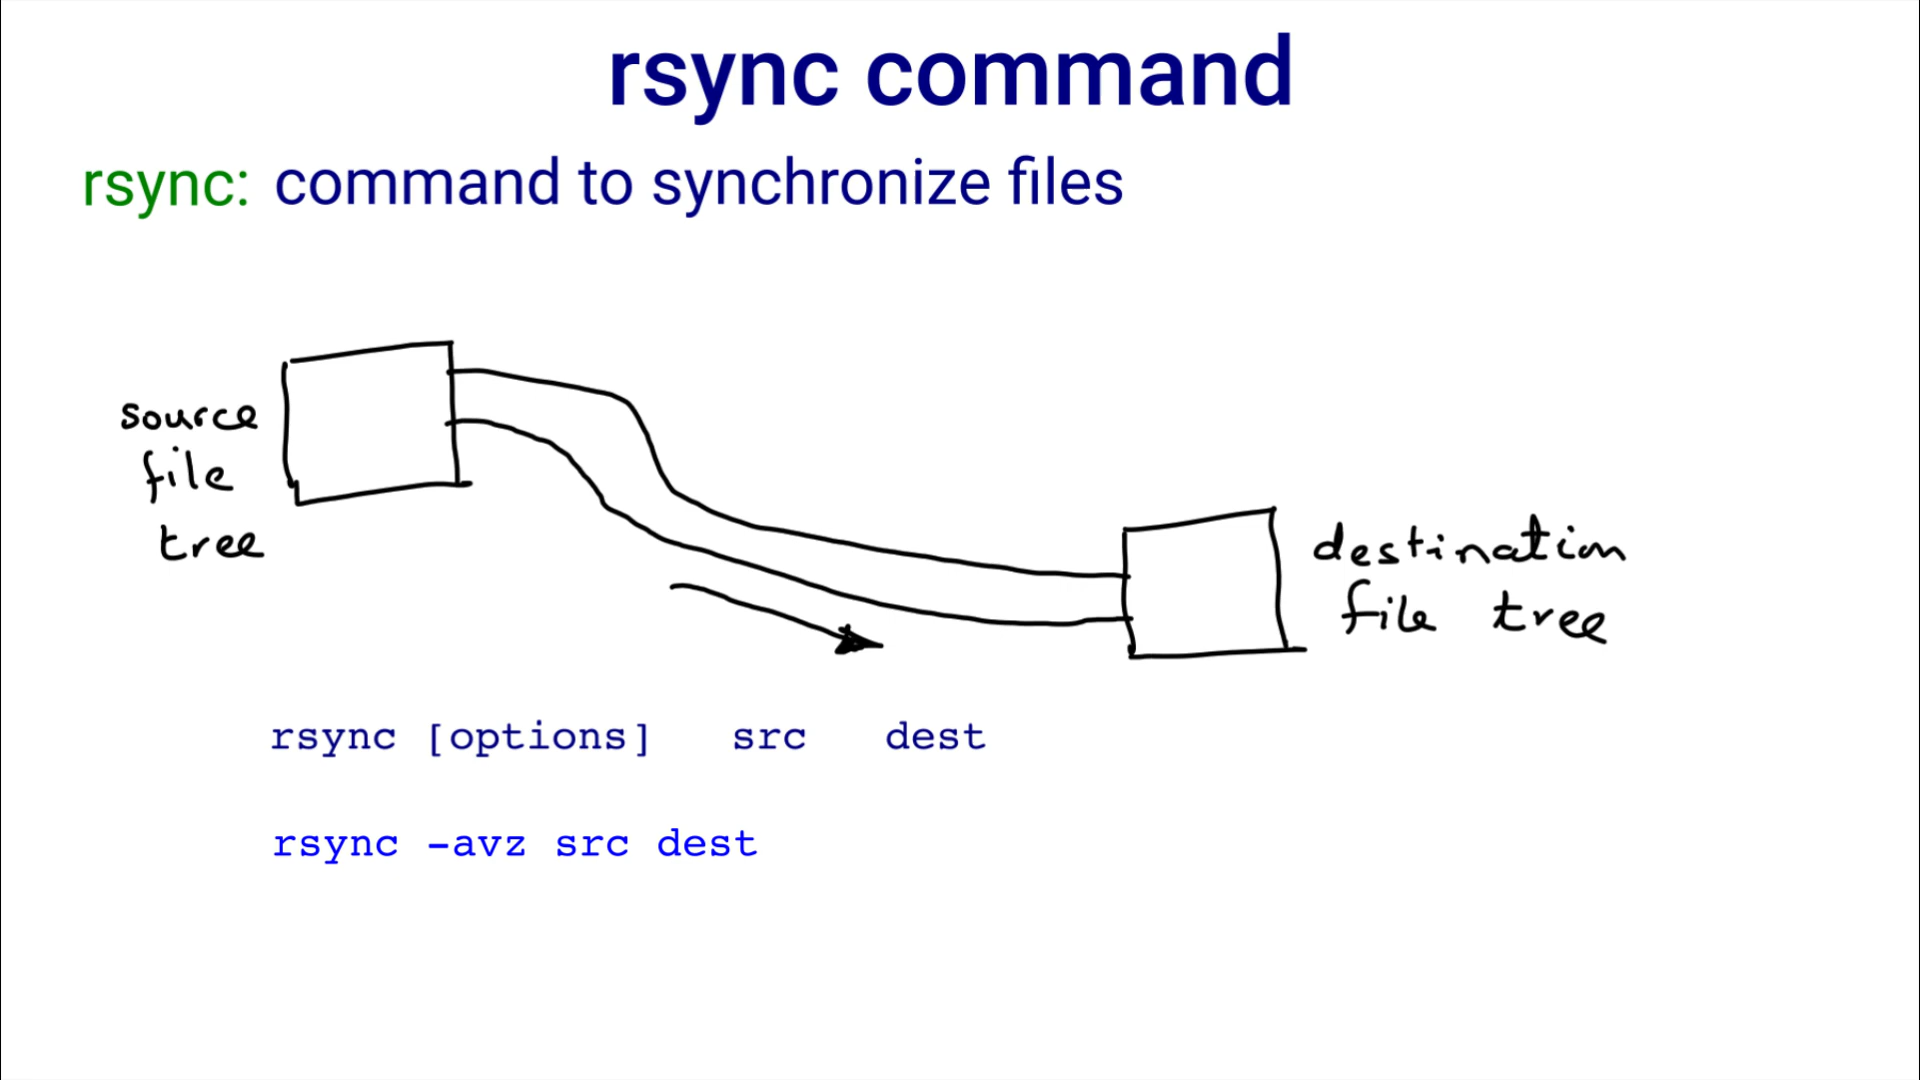 rsync command
rsync: command to synchronize files
source
file
tree
destination
file tree
rsync [options] src dest
rsync -avz src dest